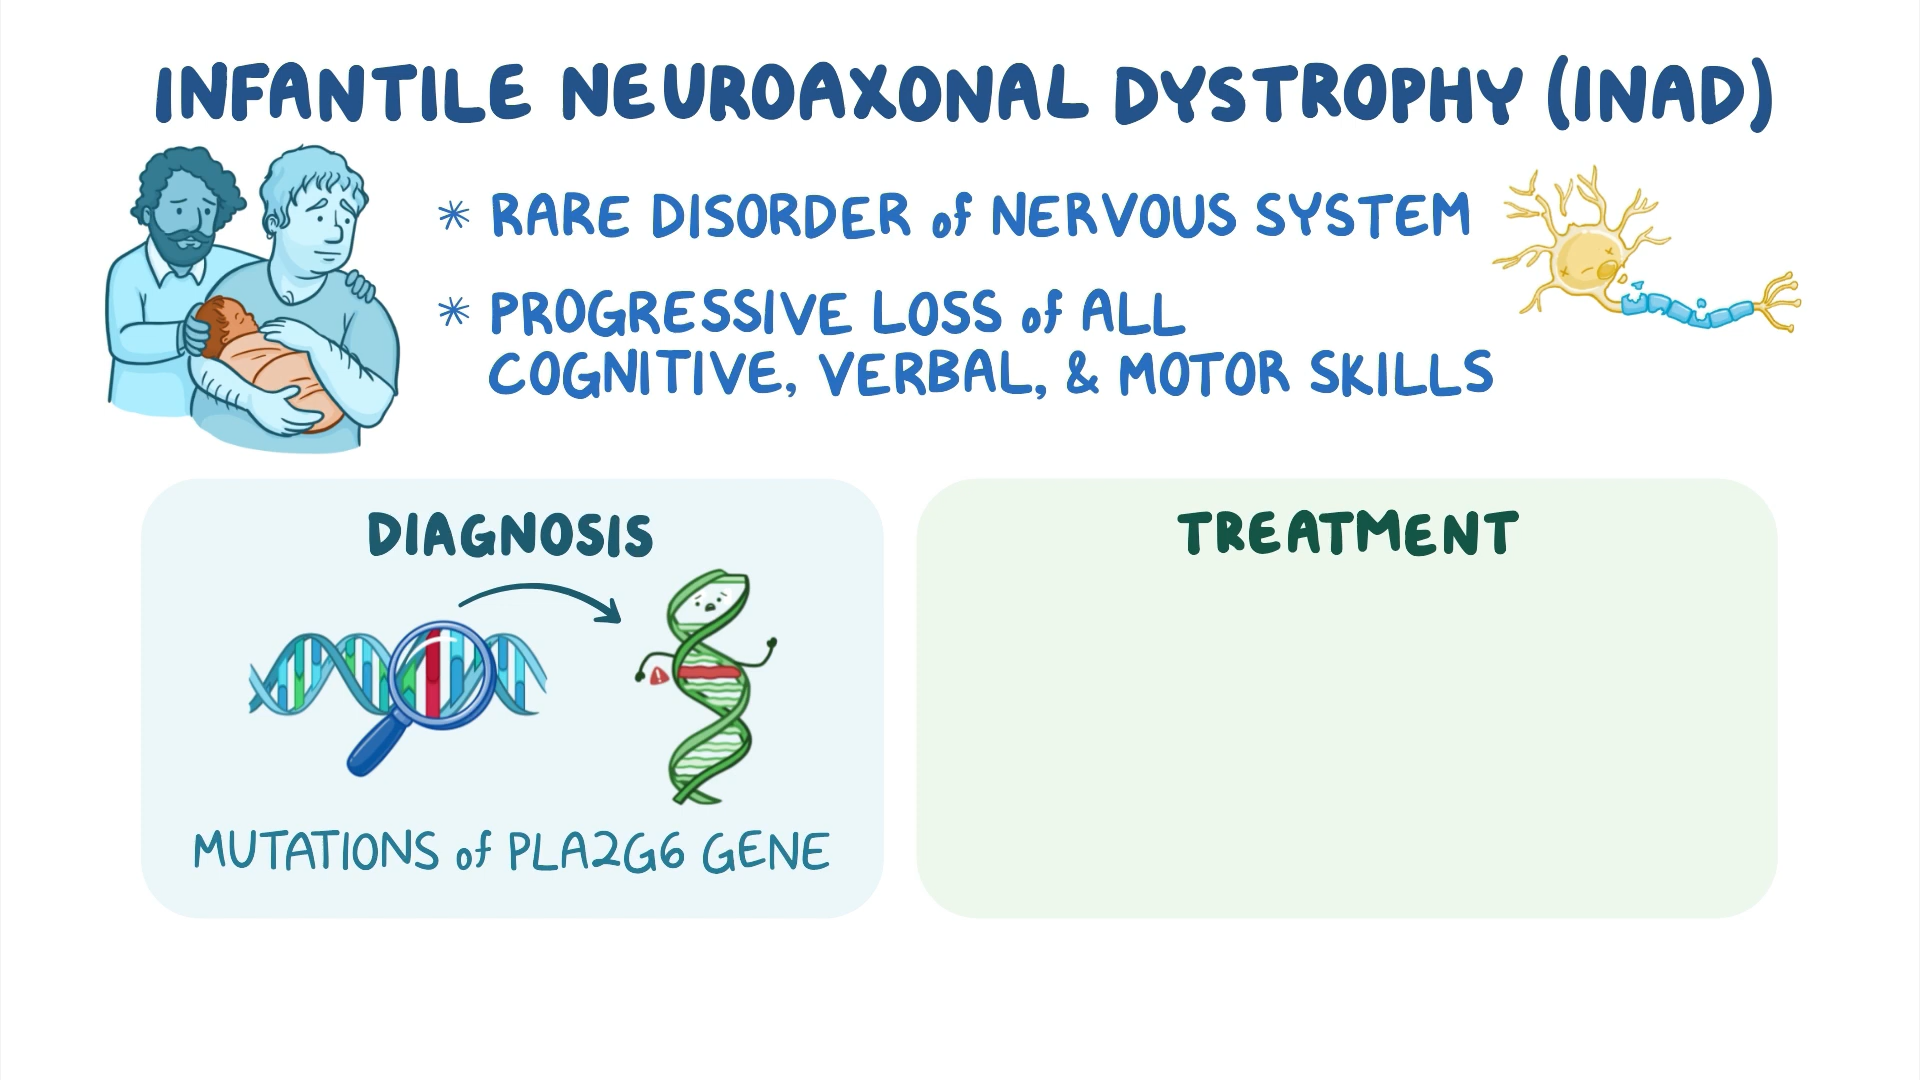 INFANTILE NEUROAXONAL DYSTROPHY (INAD)
* RARE DISORDER of NERVOUS SYSTEM
* PROGRESSIVE LOSS of ALL
COGNITIVE, VERBAL, & MOTOR SKILLS
DIAGNOSIS
!
MUTATIONS of PLA2G6 GENE
TREATMENT